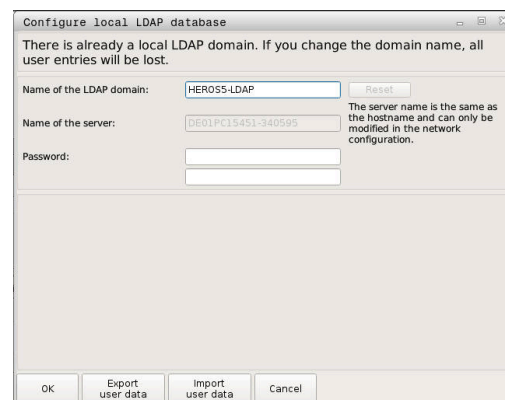 Configure local LDAP database
There is already a local LDAP domain. If you change the domain name, all
user entries will be lost.
Name of the LDAP domain:
HEROS5-LDAP
Reset
Name of the server:
DE01PC15451-340595
The server name is the same as
the hostname and can only be
modified in the network
configuration.
Password:
OK
Export
user data
Import
user data
Cancel